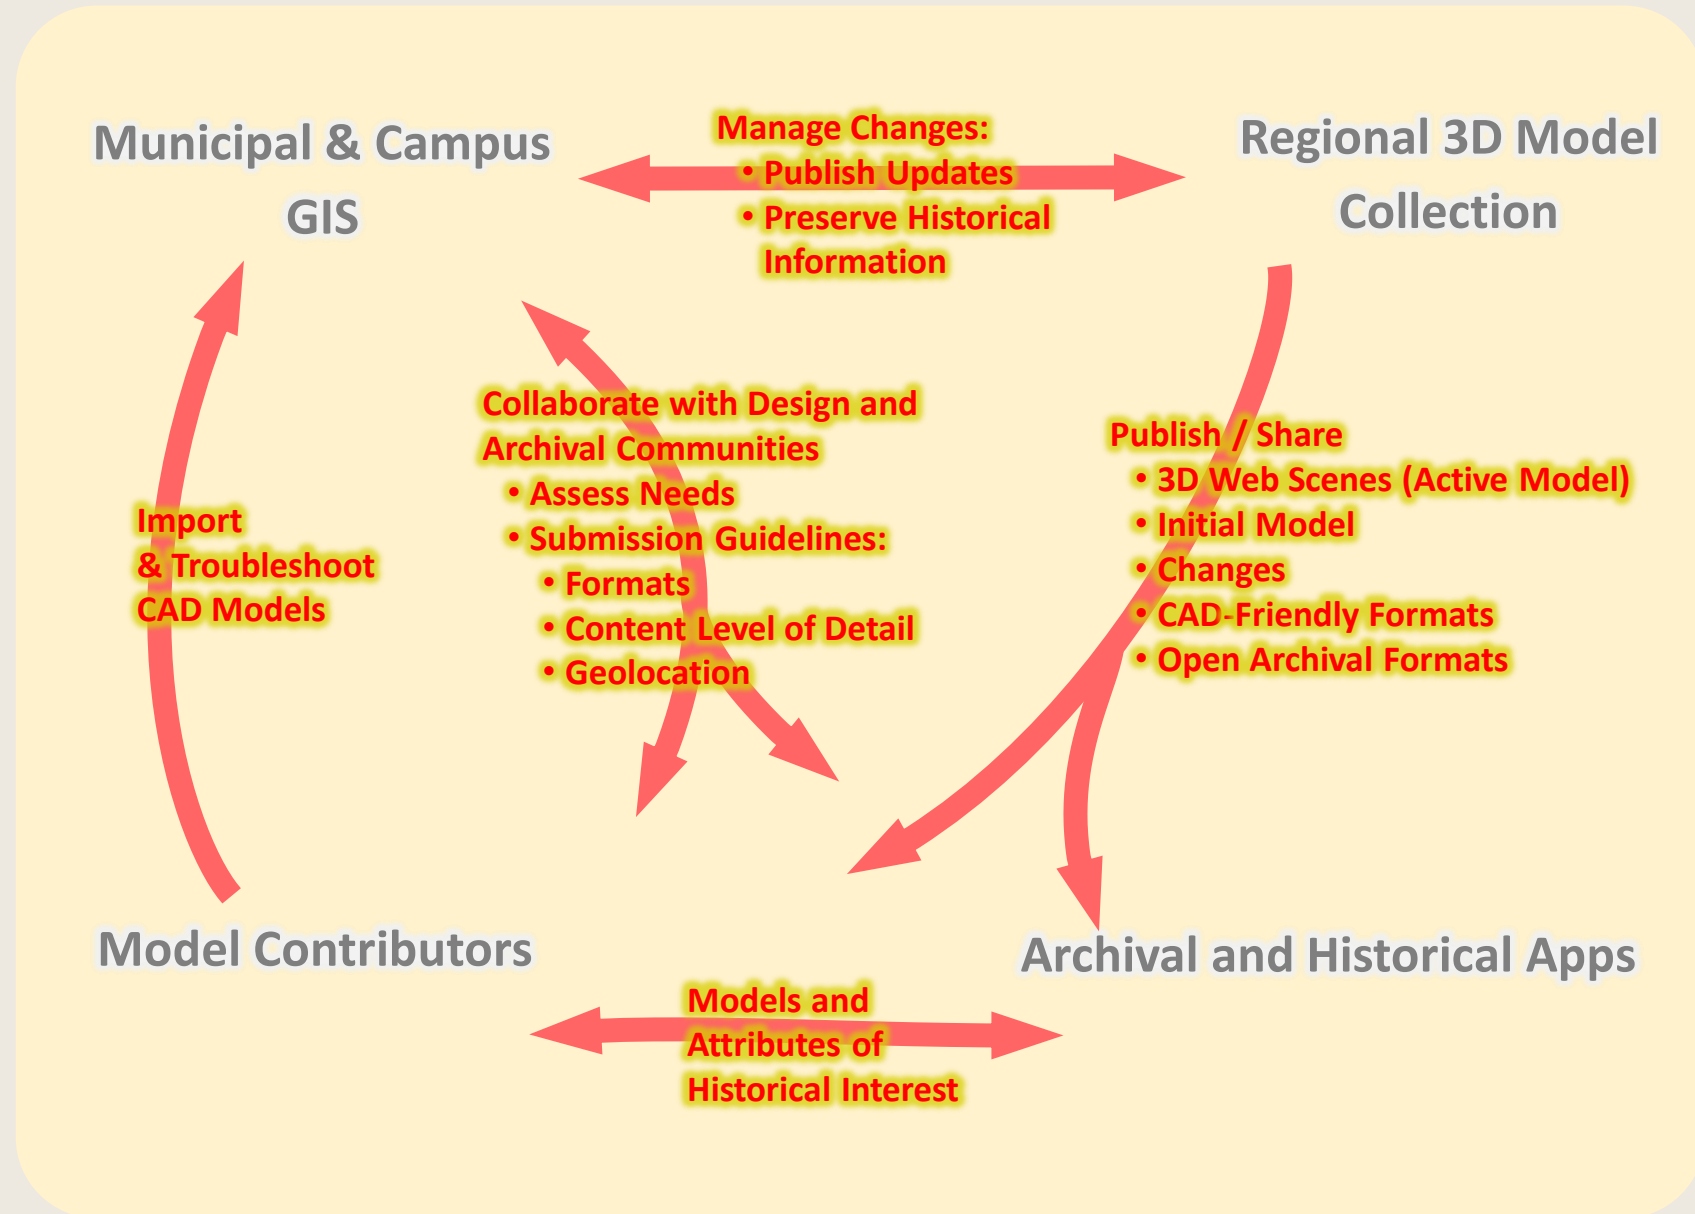 Municipal & Campus
GIS
Manage Changes:
• Publish Updates
• Preserve Historical
Information
Regional 3D Model
Collection
Import
& Troubleshoot
CAD Models
Collaborate with Design and
Archival Communities
• Assess Needs
• Submission Guidelines:
• Formats
• Content Level of Detail
• Geolocation
Publish / Share
• 3D Web Scenes (Active Model)
• Initial Model
• Changes
• CAD-Friendly Formats
• Open Archival Formats
Model Contributors
Models and
Attributes of
Historical Interest
Archival and Historical Apps